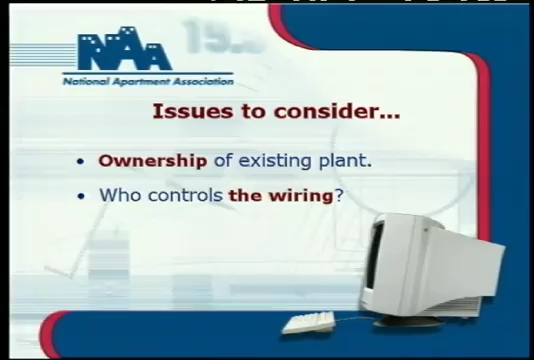 NAA
National Apartment Association
Issues to consider...
• Ownership of existing plant.
• Who controls the wiring?